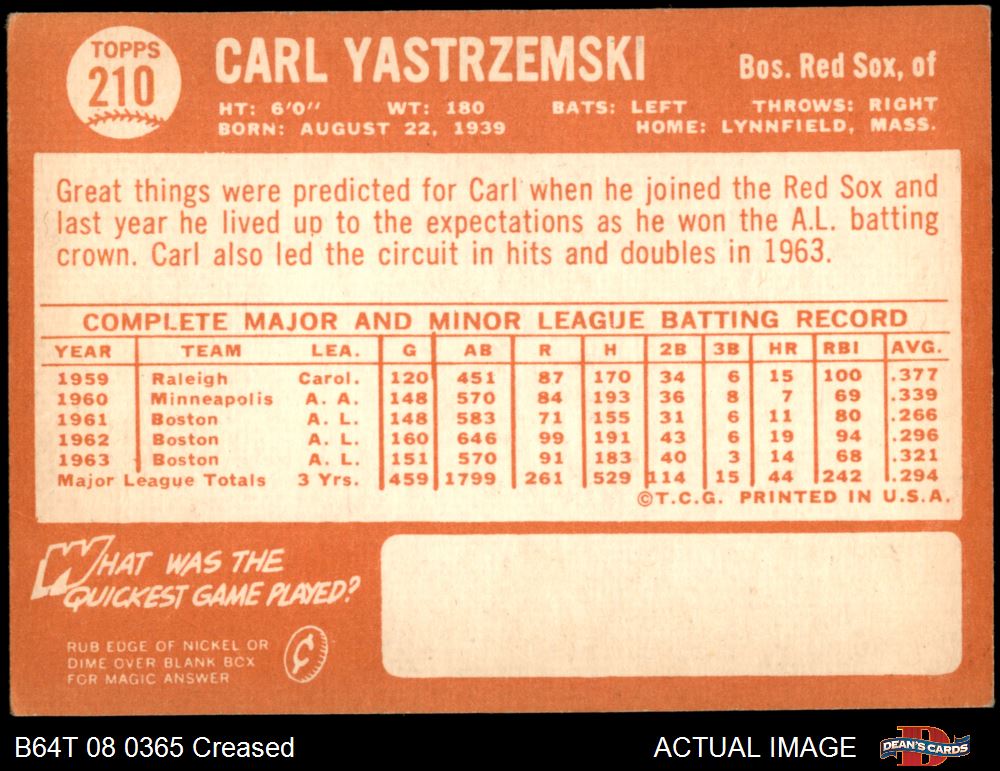 TOPPS
210
CARL YASTRZEMSKI
Bos. Red Sox, of
HT: 6'0" WT: 180 BATS: LEFT THROWS: RIGHT
BORN: AUGUST 22, 1939 HOME: LYNNFIELD, MASS.
Great things were predicted for Carl when he joined the Red Sox and
last year he lived up to the expectations as he won the A.L. batting
crown. Carl also led the circuit in hits and doubles in 1963.
COMPLETE MAJOR AND MINOR LEAGUE BATTING RECORD
YEAR TEAM LEA. G AB R H 2B 3B HR RBI AVG.
1959 Raleigh Carol. 120 451 87 170 34 6 15 100 .377
1960 Minneapolis A. A. 148 570 84 193 36 8 7 69 .339
1961 Boston A. L. 148 583 71 155 31 6 11 80 .266
1962 Boston A. L. 160 646 99 191 43 6 19 94 .296
1963 Boston A. L. 151 570 91 183 40 3 14 68 .321
Major League Totals 3 Yrs. 459 1799 261 529 114 15 44 242 .294
©T.C.G. PRINTED IN U.S.A.
WHAT WAS THE
QUICKEST GAME PLAYED?
RUB EDGE OF NICKEL OR
DIME OVER BLANK BOX
FOR MAGIC ANSWER
¢
B64T 08 0365 Creased
ACTUAL IMAGE
D
DEAN'S CARDS